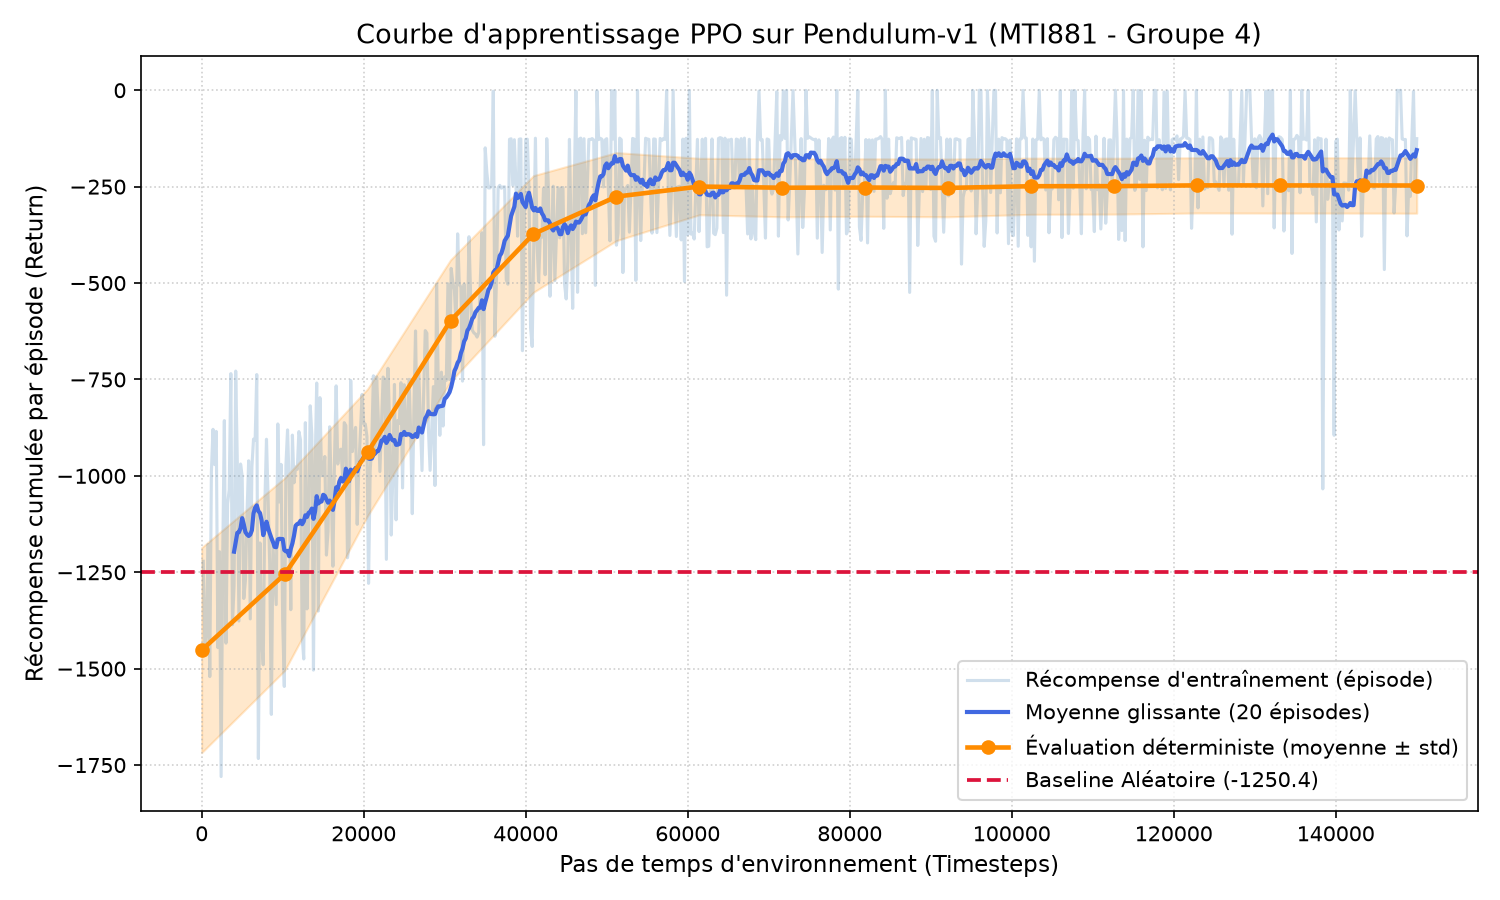 Courbe d'apprentissage PPO sur Pendulum-v1 (MTI881 - Groupe 4)
Récompense cumulée par épisode (Return)
0
−250
−500
−750
−1000
−1250
−1500
−1750
Récompense d'entraînement (épisode)
Moyenne glissante (20 épisodes)
Évaluation déterministe (moyenne ± std)
Baseline Aléatoire (-1250.4)
0 20000 40000 60000 80000 100000 120000 140000
Pas de temps d'environnement (Timesteps)